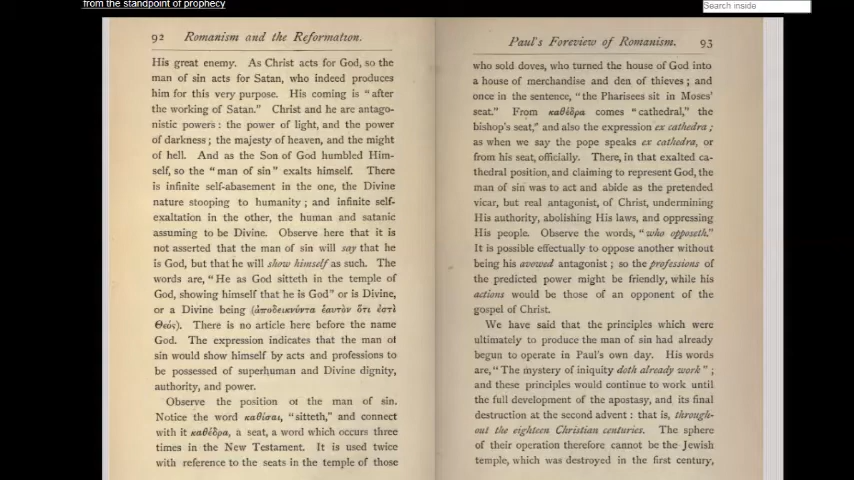 from the standpoint of prophecy
Search inside
92 Romanism and the Reformation.
His great enemy. As Christ acts for God, so the
man of sin acts for Satan, who indeed produces
him for this very purpose. His coming is "after
the working of Satan." Christ and he are antago-
nistic powers: the power of light, and the power
of darkness; the majesty of heaven, and the might
of hell. And as the Son of God humbled Him-
self, so the "man of sin" exalts himself. There
is infinite self-abasement in the one, the Divine
nature stooping to humanity; and infinite self-
exaltation in the other, the human and satanic
assuming to be Divine. Observe here that it is
not asserted that the man of sin will say that he
is God, but that he will show himself as such. The
words are, "He as God sitteth in the temple of
God, showing himself that he is God" or is Divine,
or a Divine being (ἀποδεικνύντα ἑαυτὸν ὅτι ἐστὶ
Θεός). There is no article here before the name
God. The expression indicates that the man of
sin would show himself by acts and professions to
be possessed of superhuman and Divine dignity,
authority, and power.
Observe the position of the man of sin.
Notice the word καθίσαι, "sitteth," and connect
with it καθέδρα, a seat, a word which occurs three
times in the New Testament. It is used twice
with reference to the seats in the temple of those
Paul's Foreview of Romanism. 93
who sold doves, who turned the house of God into
a house of merchandise and den of thieves; and
once in the sentence, "the Pharisees sit in Moses'
seat." From καθέδρα comes "cathedral," the
bishop's seat," and also the expression ex cathedra;
as when we say the pope speaks ex cathedra, or
from his seat, officially. There, in that exalted ca-
thedral position, and claiming to represent God, the
man of sin was to act and abide as the pretended
vicar, but real antagonist, of Christ, undermining
His authority, abolishing His laws, and oppressing
His people. Observe the words, "who opposeth."
It is possible effectually to oppose another without
being his avowed antagonist; so the professions of
the predicted power might be friendly, while his
actions would be those of an opponent of the
gospel of Christ.
We have said that the principles which were
ultimately to produce the man of sin had already
begun to operate in Paul's own day. His words
are, "The mystery of iniquity doth already work";
and these principles would continue to work until
the full development of the apostasy, and its final
destruction at the second advent: that is, through-
out the eighteen Christian centuries. The sphere
of their operation therefore cannot be the Jewish
temple, which was destroyed in the first century,